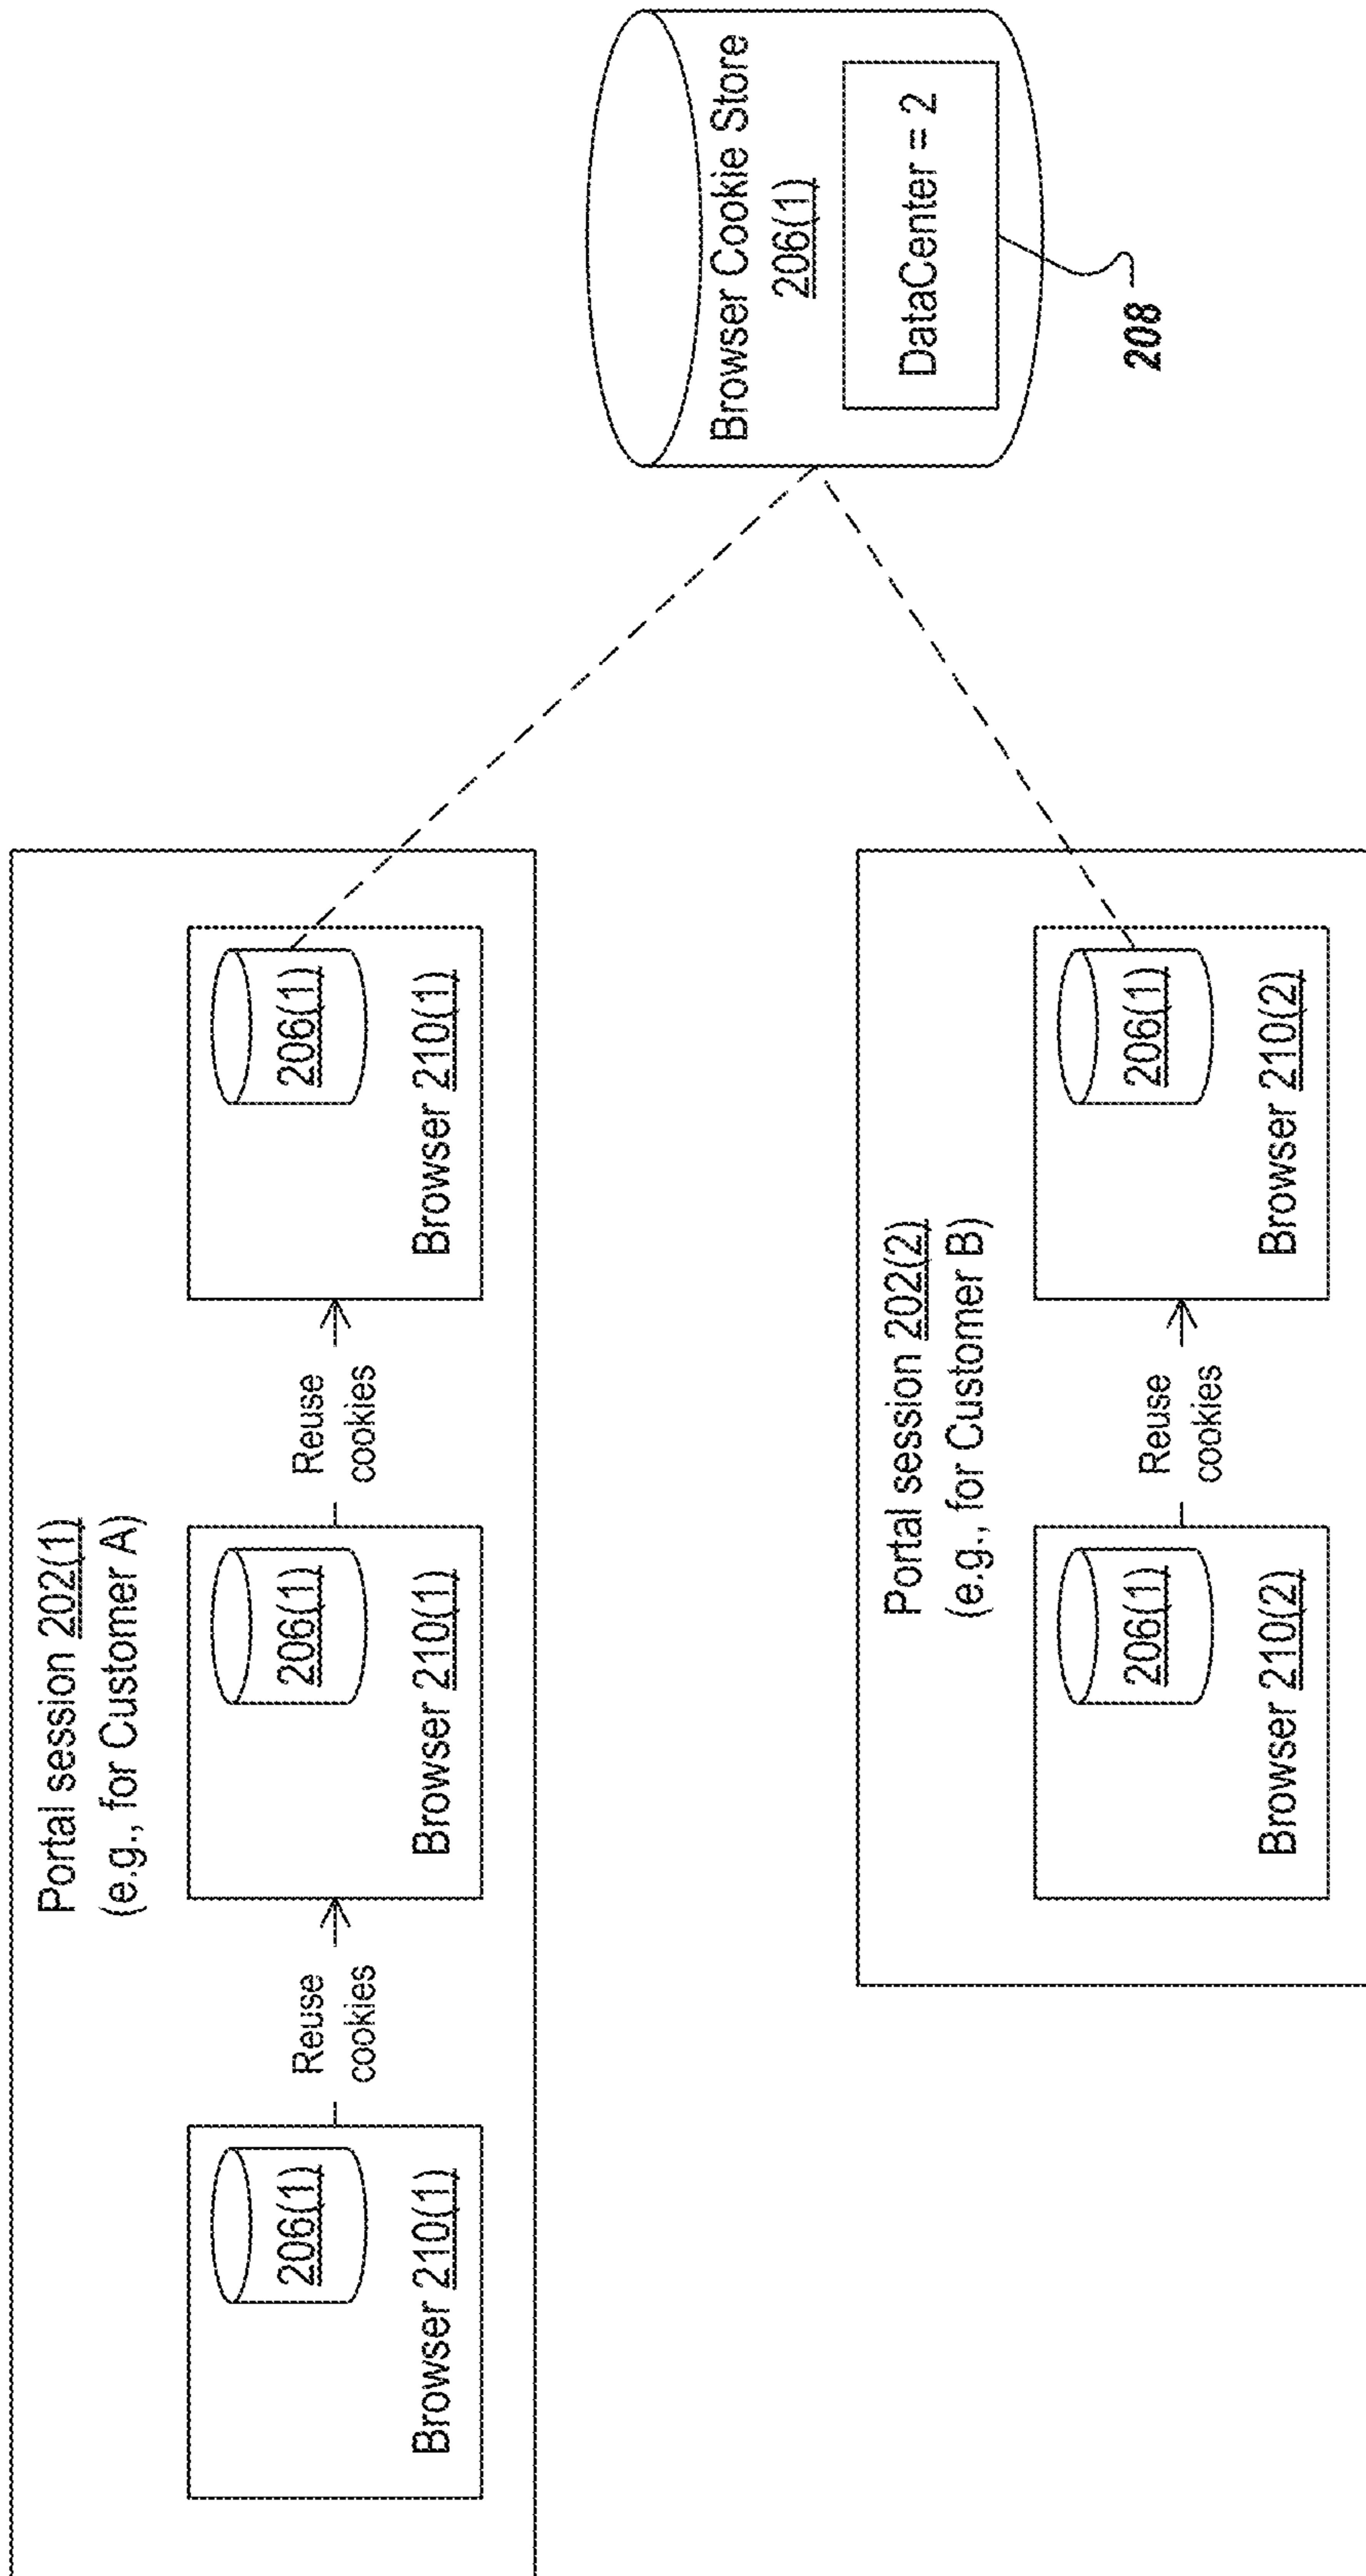 Portal session 202(1)
(e.g., for Customer A)
206(1)
Browser 210(1)
Reuse
cookies
206(1)
Browser 210(1)
Reuse
cookies
206(1)
Browser 210(1)
Browser Cookie Store
206(1)
DataCenter = 2
208
Portal session 202(2)
(e.g., for Customer B)
206(1)
Browser 210(2)
Reuse
cookies
206(1)
Browser 210(2)